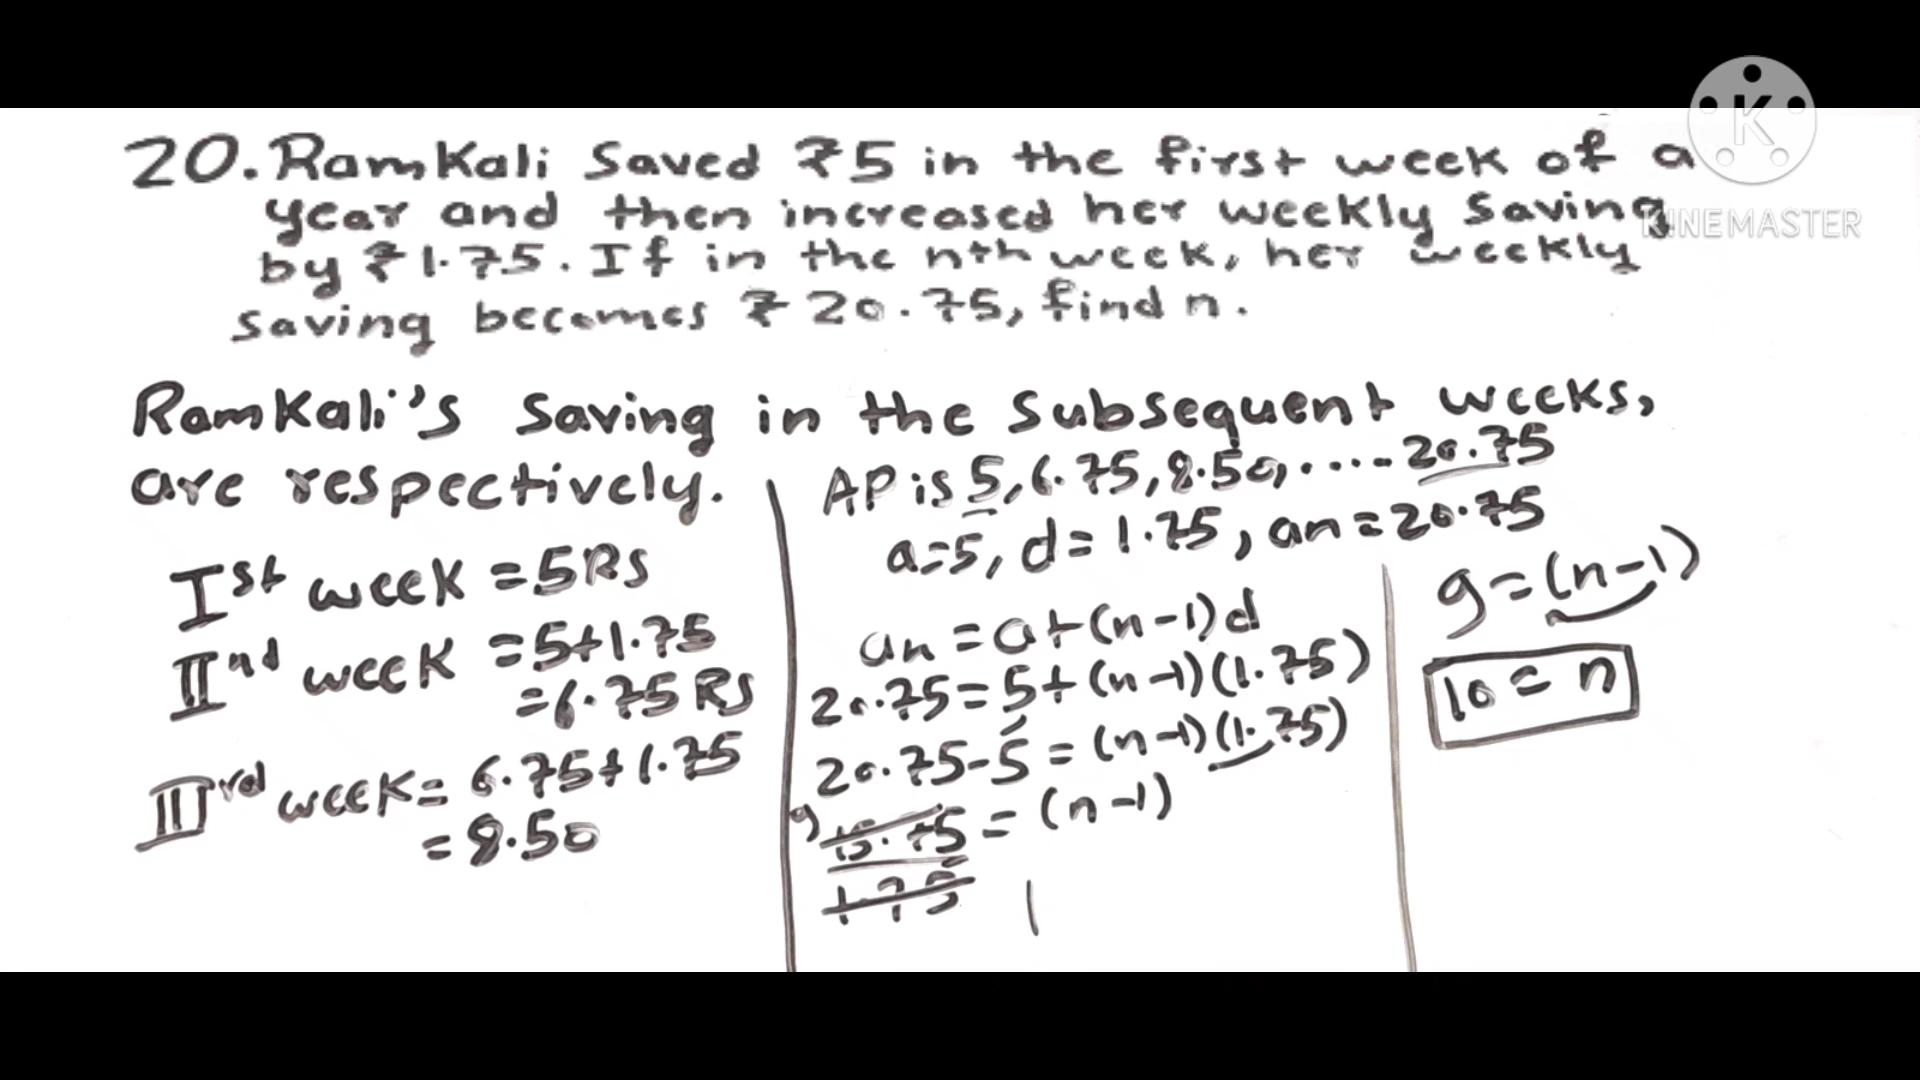 20. RamKali Saved ₹5 in the first week of a
year and then increased her weekly Saving
by ₹1.75. If in the nth week, her weekly
saving becomes ₹20.75, find n.
K
KINEMASTER
RamKali's Saving in the Subsequent weeks,
are respectively.
Ist week = 5RS
IInd week = 5+1.75
= 6.75 RS
IIIrd week = 6.75+1.75
= 8.50
AP is 5, 6.75, 8.50, .... 20.75
a=5, d=1.75, an=20.75
an = a+(n-1)d
20.75 = 5+(n-1)(1.75)
20.75-5 = (n-1)(1.75)
9) 15.75 = (n-1)
1.75
9=(n-1)
10 = n